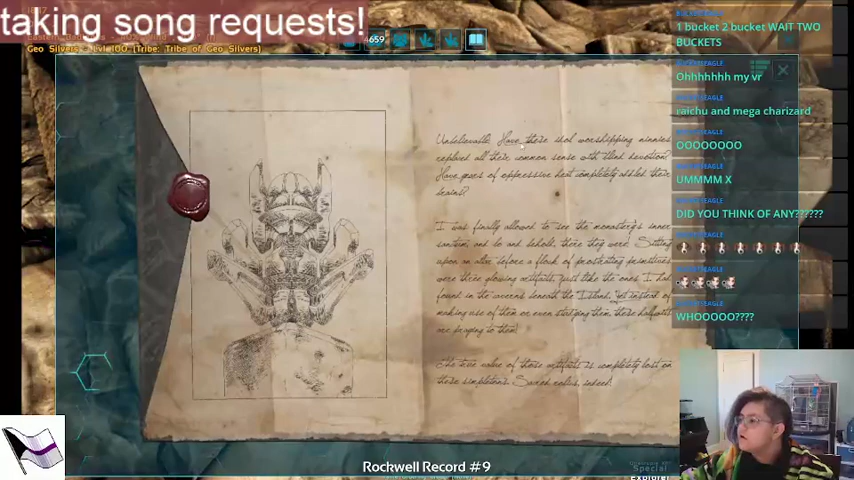 taking song requests!
Geo Silvers - Lvl 100 (Tribe: Tribe of Geo Silvers)
4659
1 bucket 2 bucket WAIT TWO
BUCKETS
Ohhhhhhh my vr
raichu and mega charizard
OOOOOOOO
UMMMM X
DID YOU THINK OF ANY??????
WHOOOOO????
Unbelievable. Have these idol worshipping ninnies
replaced all their common sense with blind devotion?
Have years of oppressive heat completely addled their
brains?
I was finally allowed to see the monastery's inner
sanctum, and lo and behold, there they were. Sitting
upon an altar before a flock of prostrating primitives
were three glowing artifacts, just like the ones I had
found in the caverns beneath the Island. Yet instead of
making use of them or even studying them, these halfwits
are praying to them!
The true value of these artifacts is completely lost on
these simpletons. Sacred relics, indeed!
Rockwell Record #9
Special
Explorer